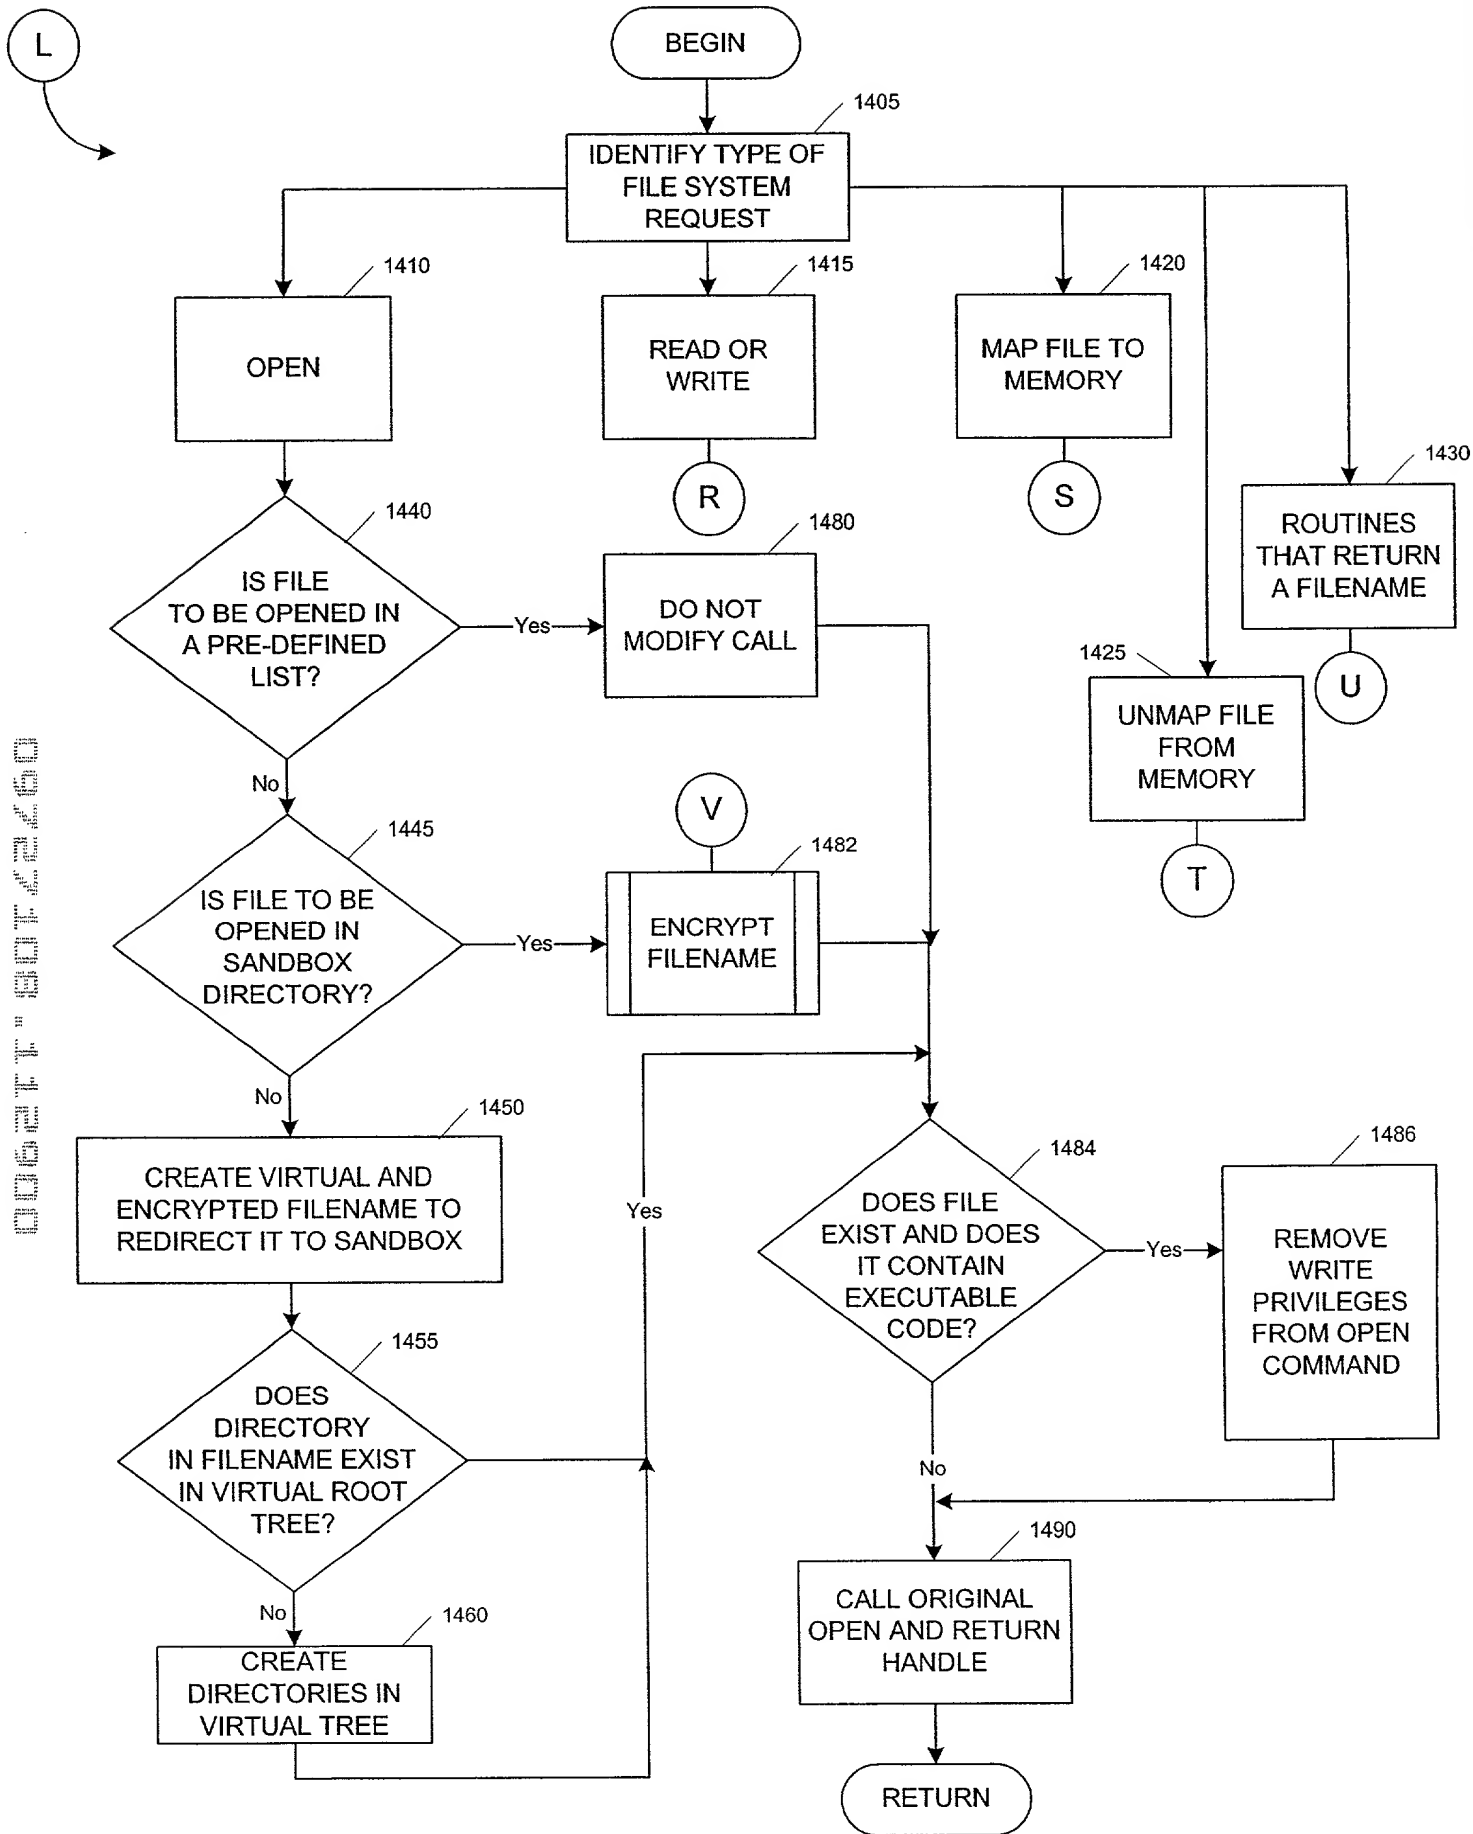 L
BEGIN
1405
IDENTIFY TYPE OF
FILE SYSTEM
REQUEST
1410
OPEN
1415
READ OR
WRITE
R
1420
MAP FILE TO
MEMORY
S
1430
ROUTINES
THAT RETURN
A FILENAME
U
1425
UNMAP FILE
FROM
MEMORY
T
1440
IS FILE
TO BE OPENED IN
A PRE-DEFINED
LIST?
Yes
1480
DO NOT
MODIFY CALL
No
1445
IS FILE TO BE
OPENED IN
SANDBOX
DIRECTORY?
Yes
V
1482
ENCRYPT
FILENAME
No
1450
CREATE VIRTUAL AND
ENCRYPTED FILENAME TO
REDIRECT IT TO SANDBOX
Yes
1455
DOES
DIRECTORY
IN FILENAME EXIST
IN VIRTUAL ROOT
TREE?
No
1460
CREATE
DIRECTORIES IN
VIRTUAL TREE
1484
DOES FILE
EXIST AND DOES
IT CONTAIN
EXECUTABLE
CODE?
Yes
1486
REMOVE
WRITE
PRIVILEGES
FROM OPEN
COMMAND
No
1490
CALL ORIGINAL
OPEN AND RETURN
HANDLE
RETURN